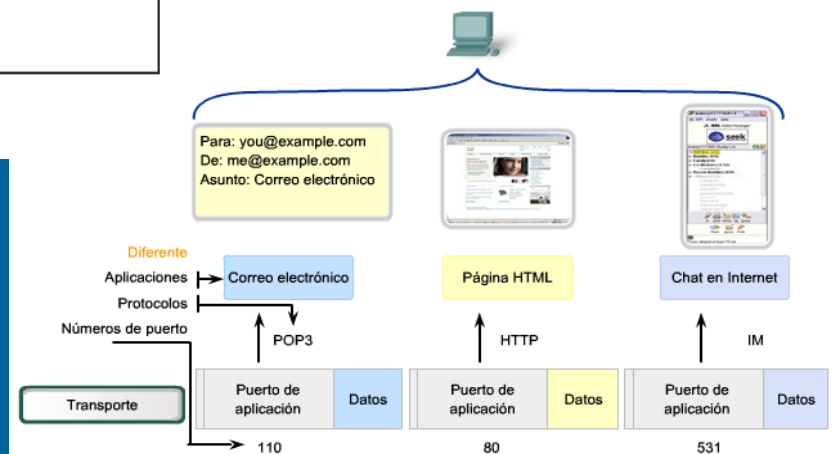 Para: you@example.com
De: me@example.com
Asunto: Correo electrónico
seek
Diferente
Aplicaciones
Protocolos
Números de puerto
Correo electrónico
Página HTML
Chat en Internet
POP3
HTTP
IM
Transporte
Puerto de
aplicación
Datos
Puerto de
aplicación
Datos
Puerto de
aplicación
Datos
110
80
531